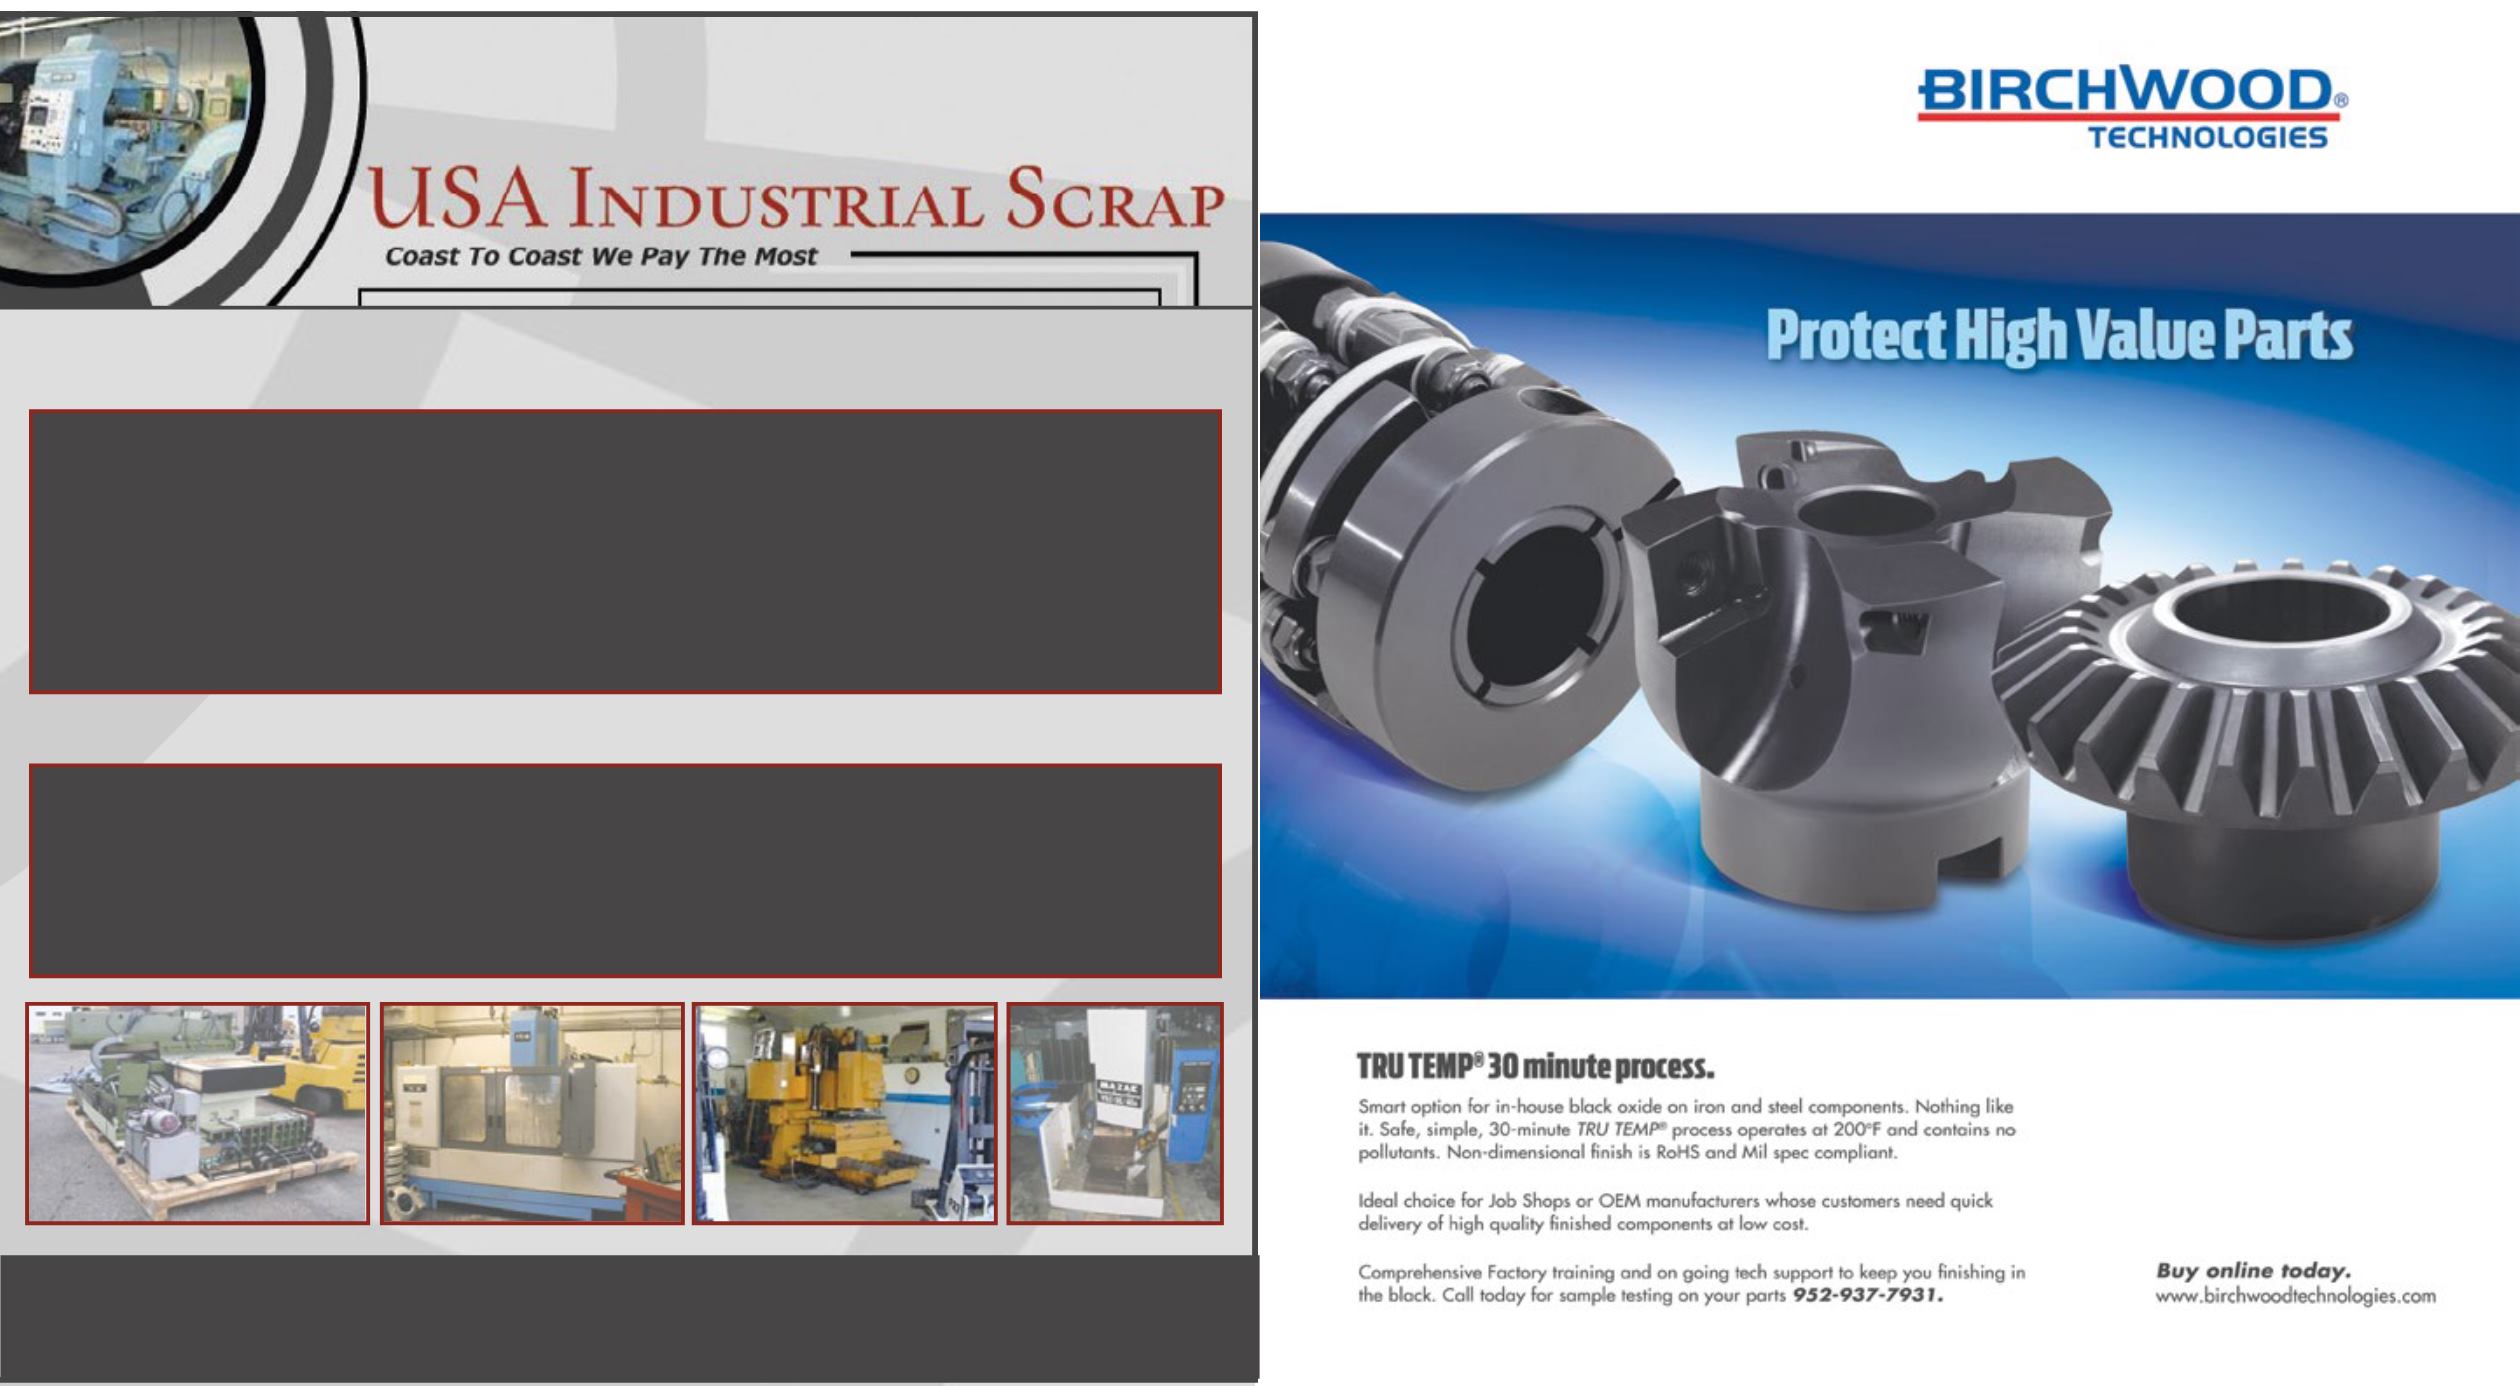 USA INDUSTRIAL SCRAP
Coast To Coast We Pay The Most
MAZAK
BIRCHWOOD®
TECHNOLOGIES
Protect High Value Parts
TRU TEMP® 30 minute process.
Smart option for in-house black oxide on iron and steel components. Nothing like
it. Safe, simple, 30-minute TRU TEMP® process operates at 200°F and contains no
pollutants. Non-dimensional finish is RoHS and Mil spec compliant.
Ideal choice for Job Shops or OEM manufacturers whose customers need quick
delivery of high quality finished components at low cost.
Comprehensive Factory training and on going tech support to keep you finishing in
the black. Call today for sample testing on your parts 952-937-7931.
Buy online today.
www.birchwoodtechnologies.com